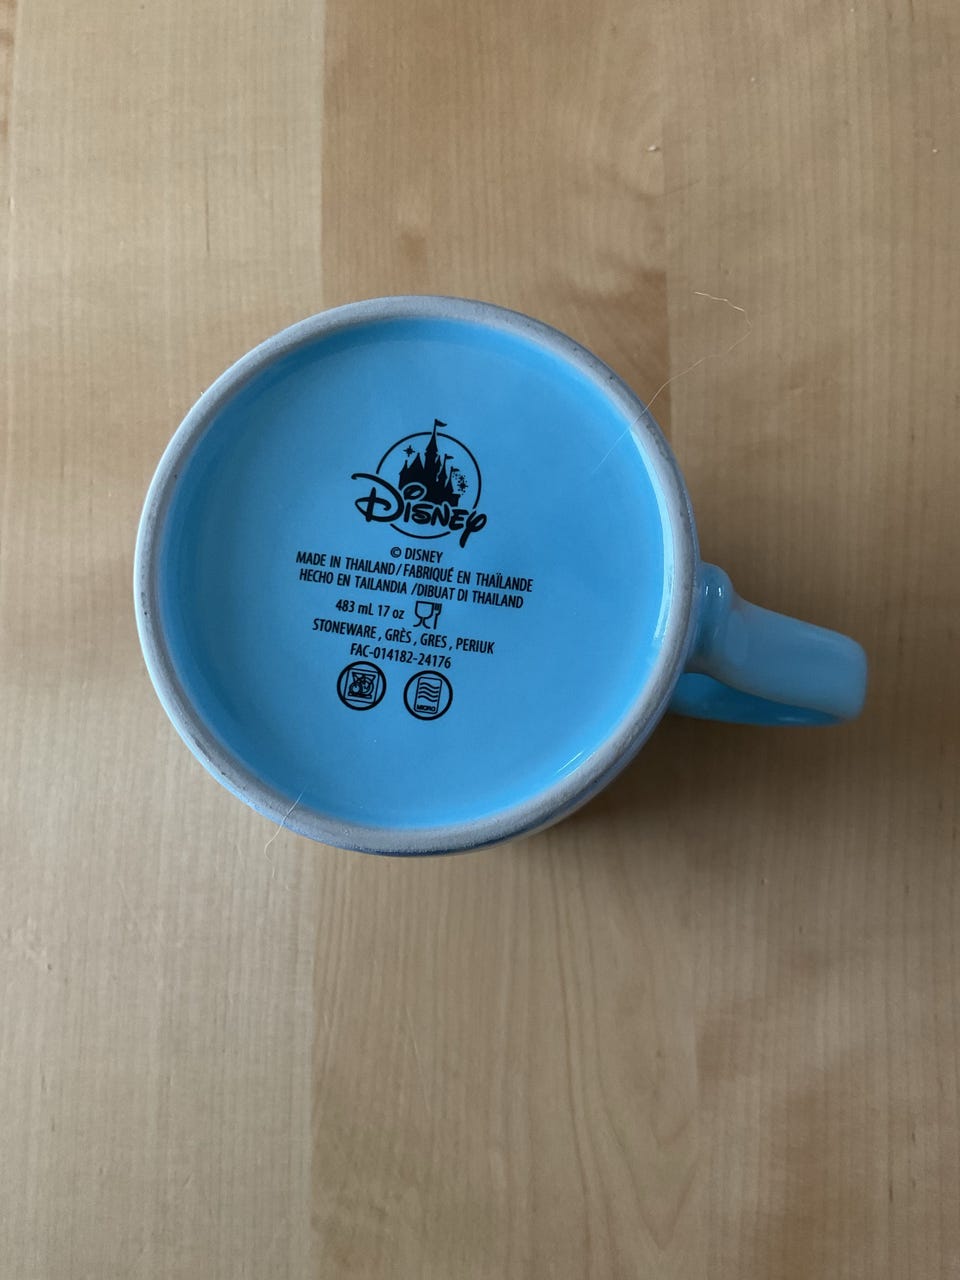 Disney
© DISNEY
MADE IN THAILAND/FABRIQUÉ EN THAÏLANDE
HECHO EN TAILANDIA /DIBUAT DI THAILAND
483 mL 17 oz
STONEWARE , GRÈS , GRES , PERIUK
FAC-014182-24176
MICRO